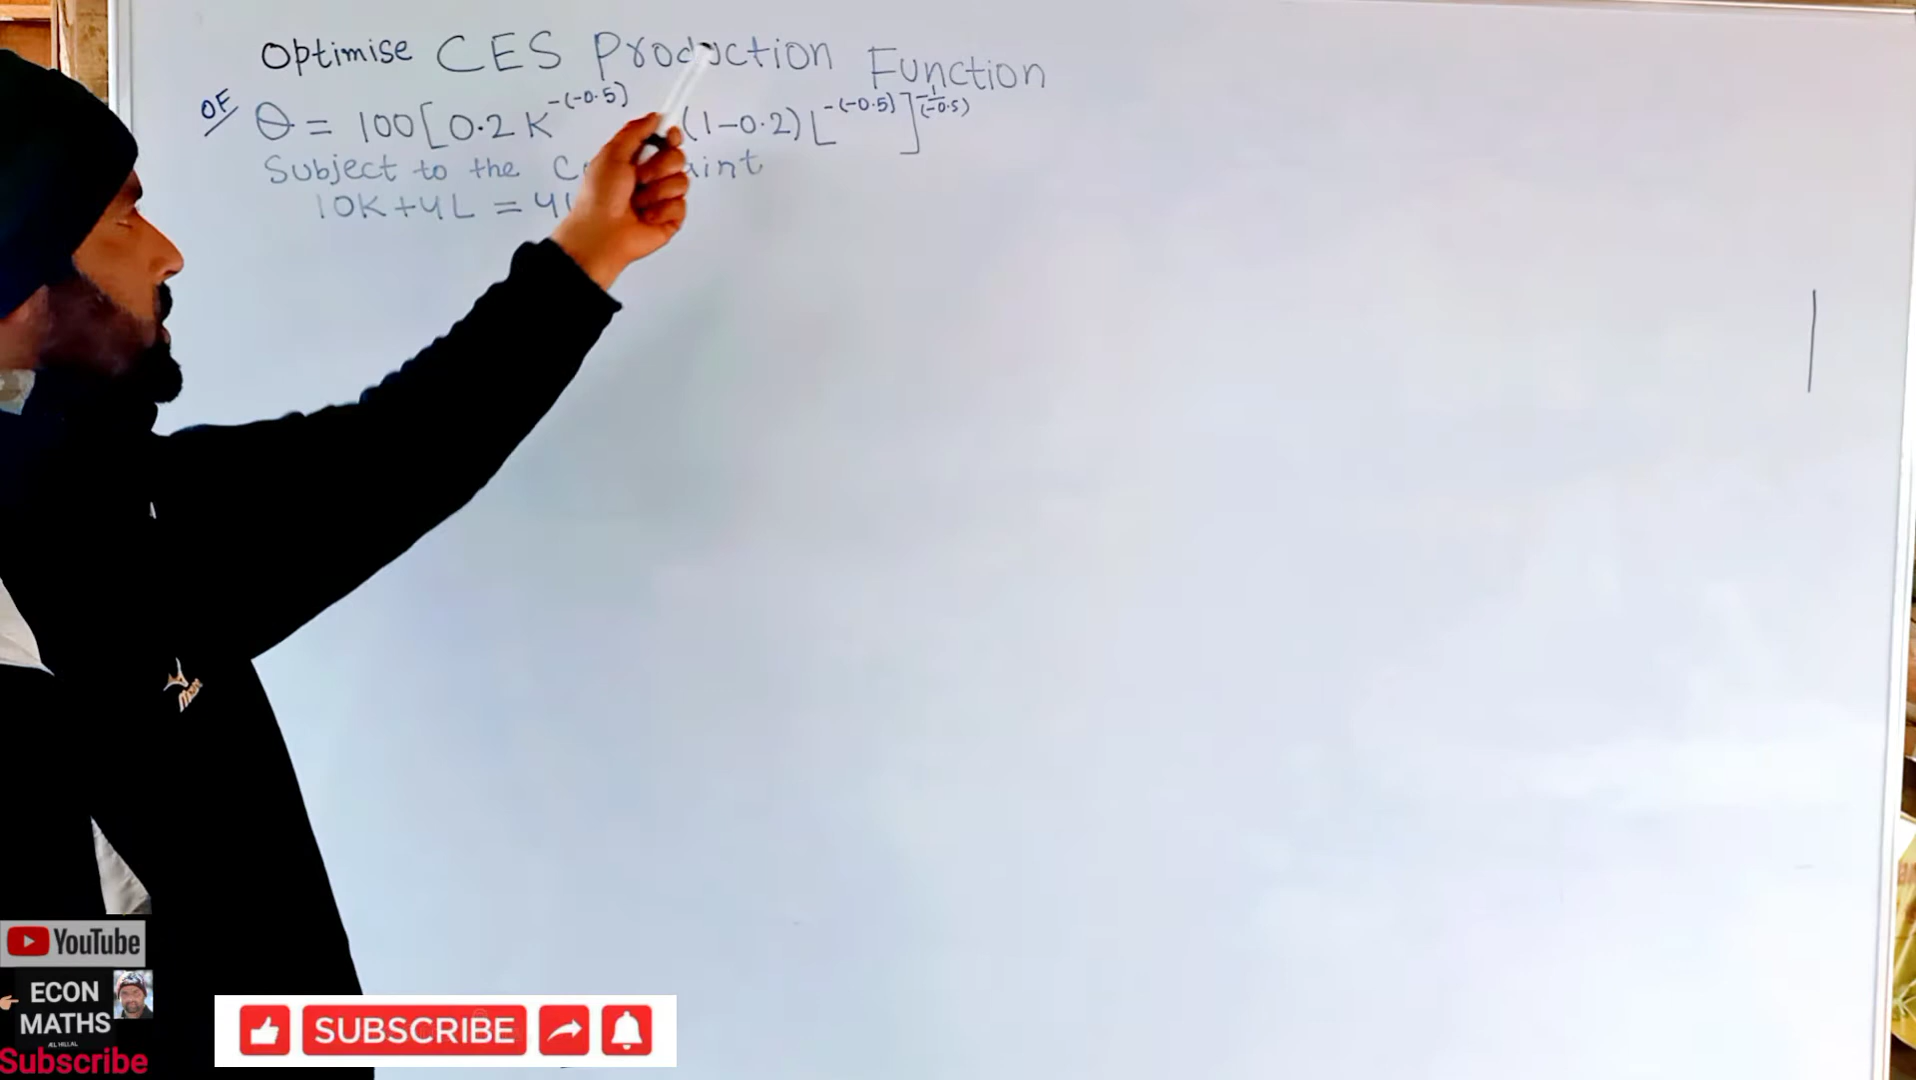 Optimise CES Production Function
OF
Q = 100[0.2K^-(-0.5) (1-0.2)L^-(-0.5)]^-1/(-0.5)
Subject to the
10K+4L =
YouTube
ECON
MATHS
Subscribe
SUBSCRIBE